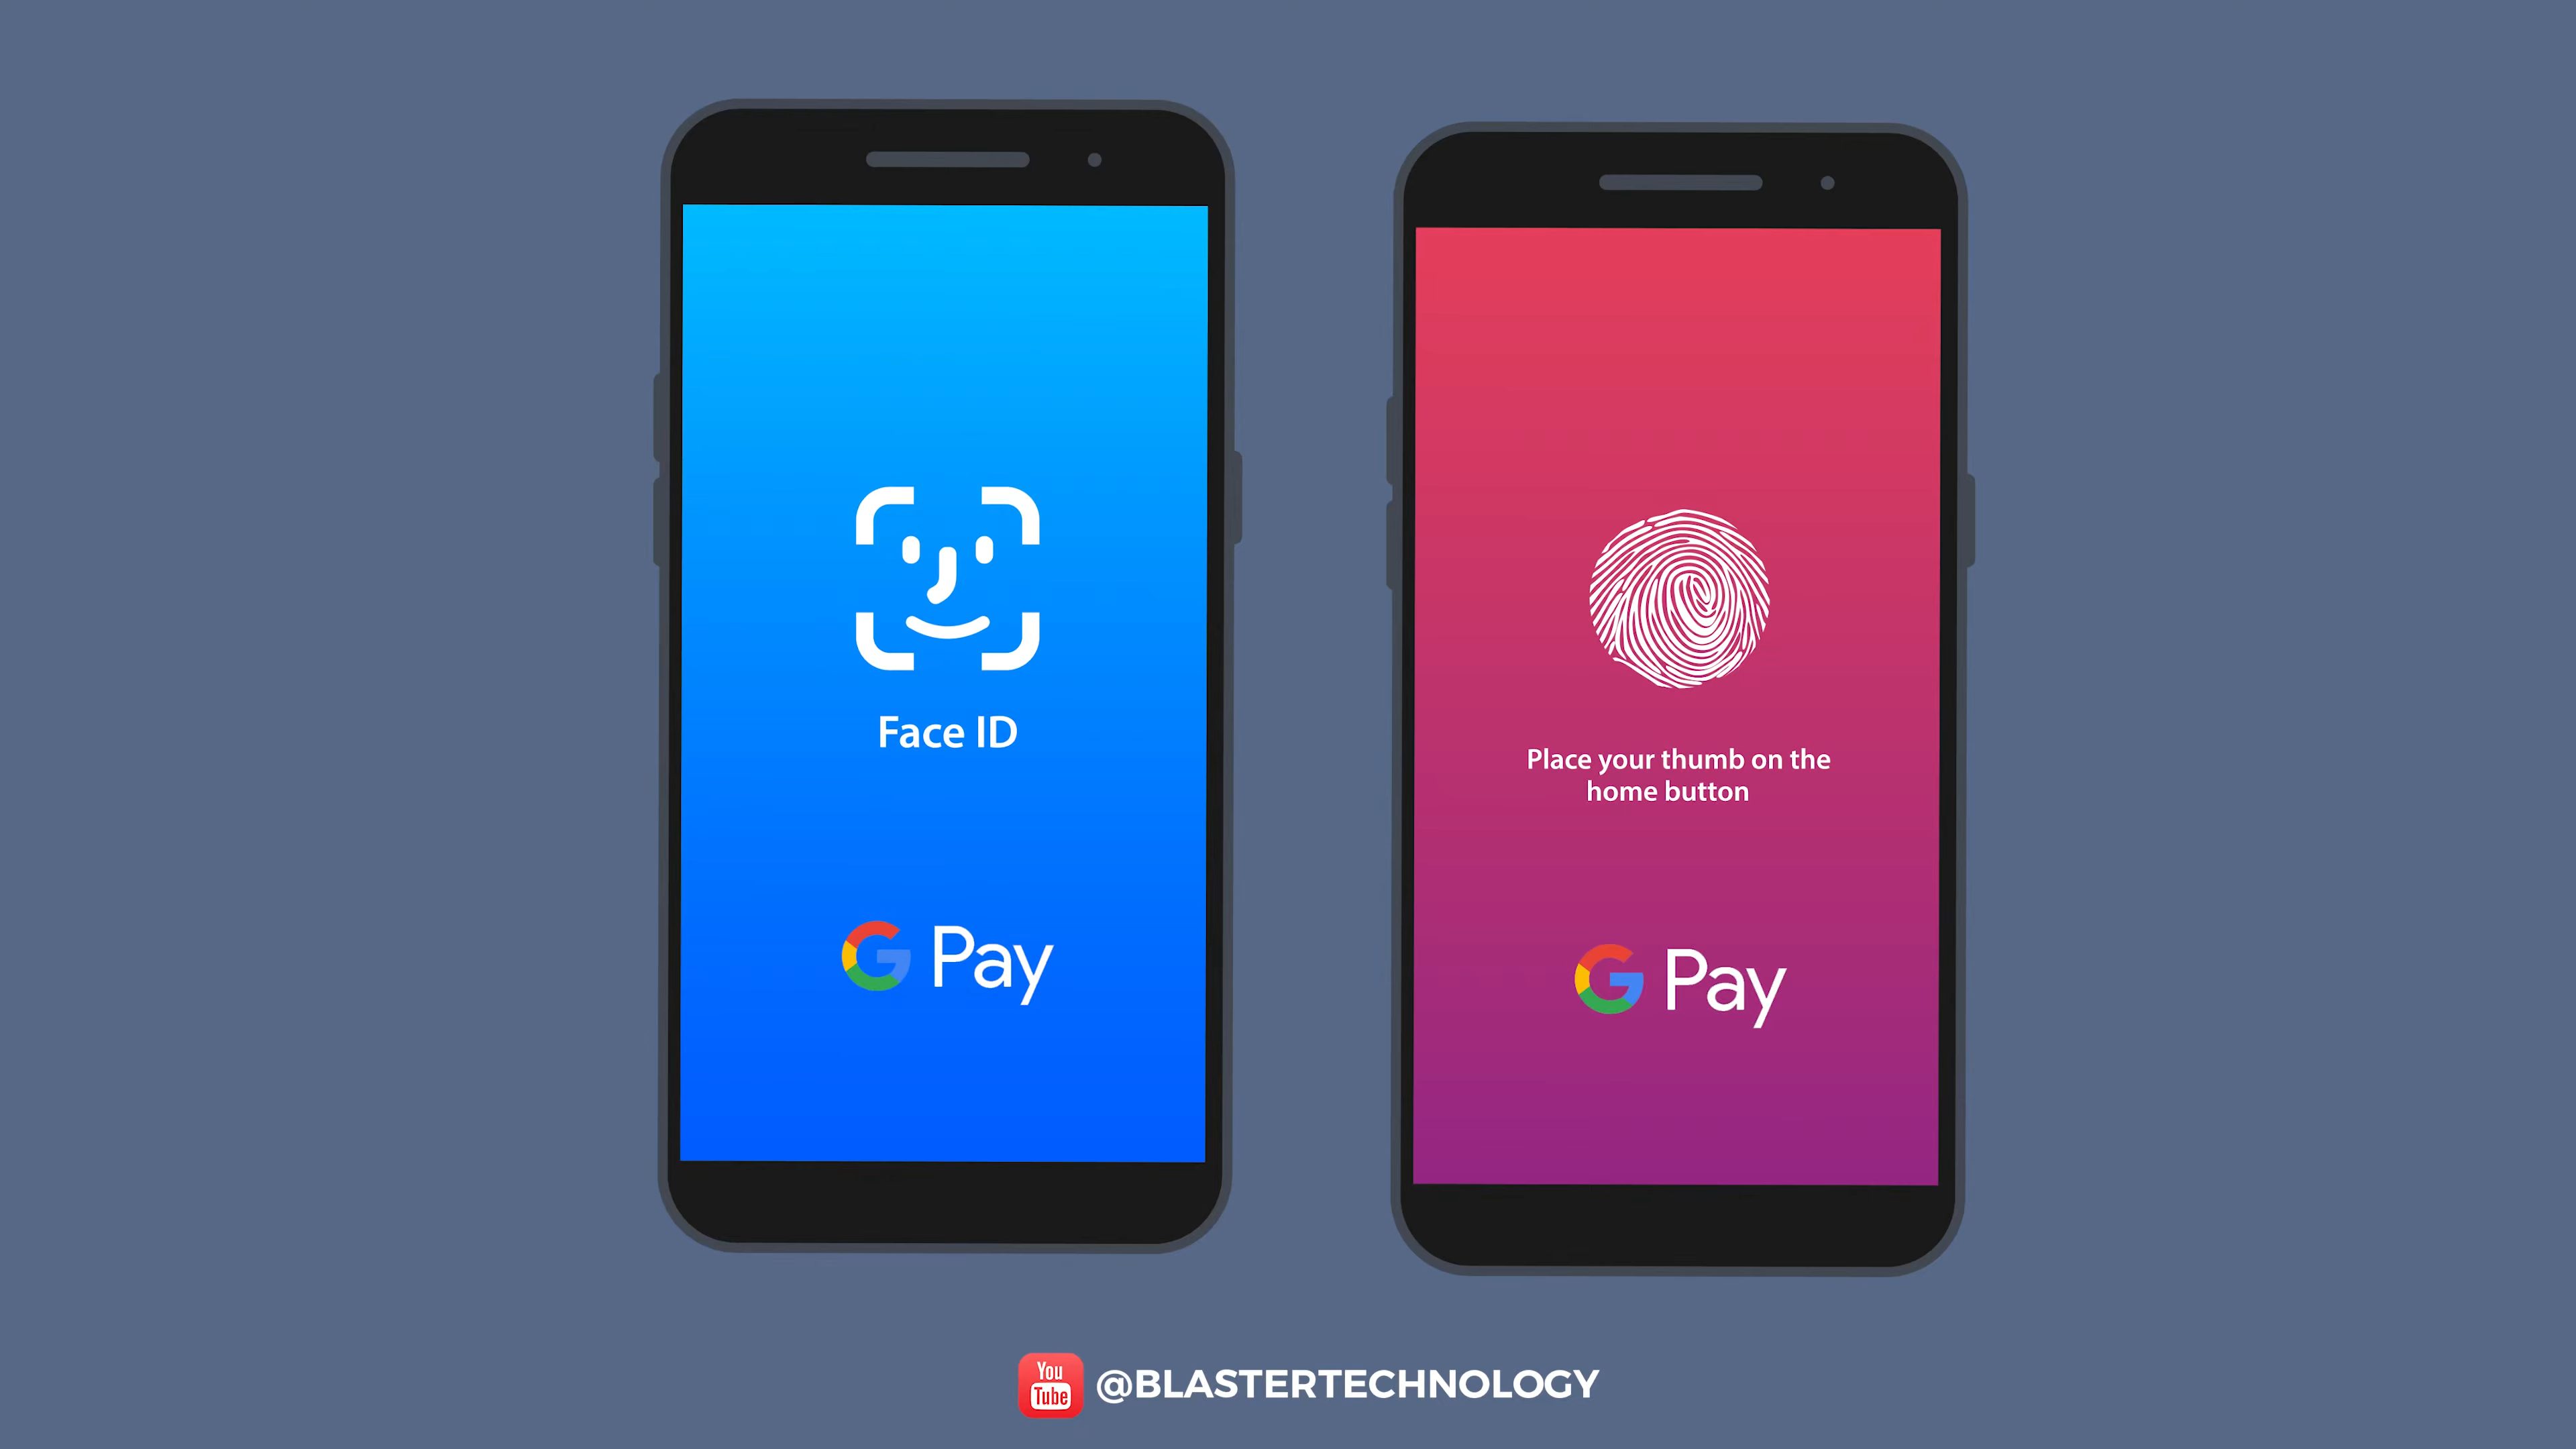 Face ID
G Pay
Place your thumb on the
home button
G Pay
You
Tube
@BLASTERTECHNOLOGY